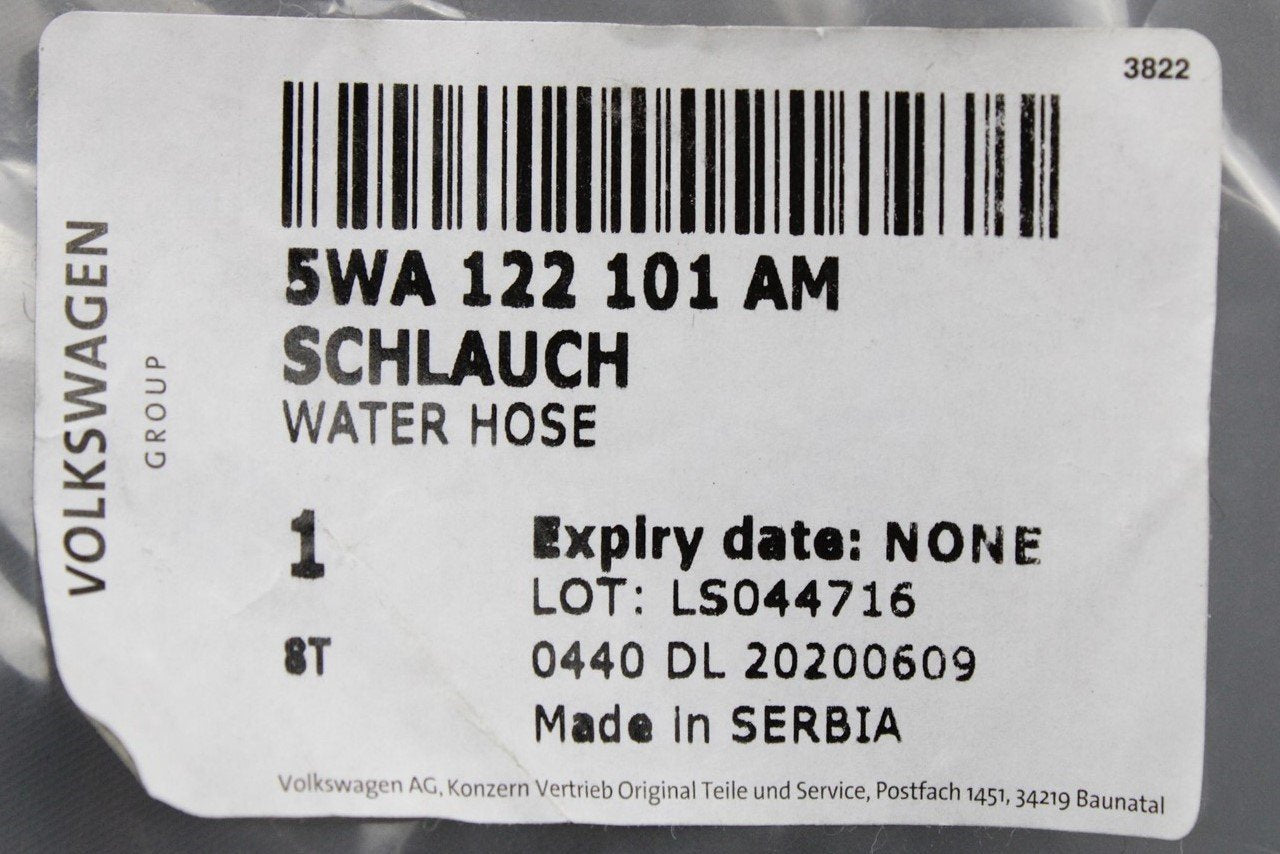 3822
5WA 122 101 AM
SCHLAUCH
WATER HOSE
1
Expiry date: NONE
LOT: LS044716
8T
0440 DL 20200609
Made in SERBIA
Volkswagen AG, Konzern Vertrieb Original Teile und Service, Postfach 1451, 34219 Baunatal
VOLKSWAGEN
GROUP